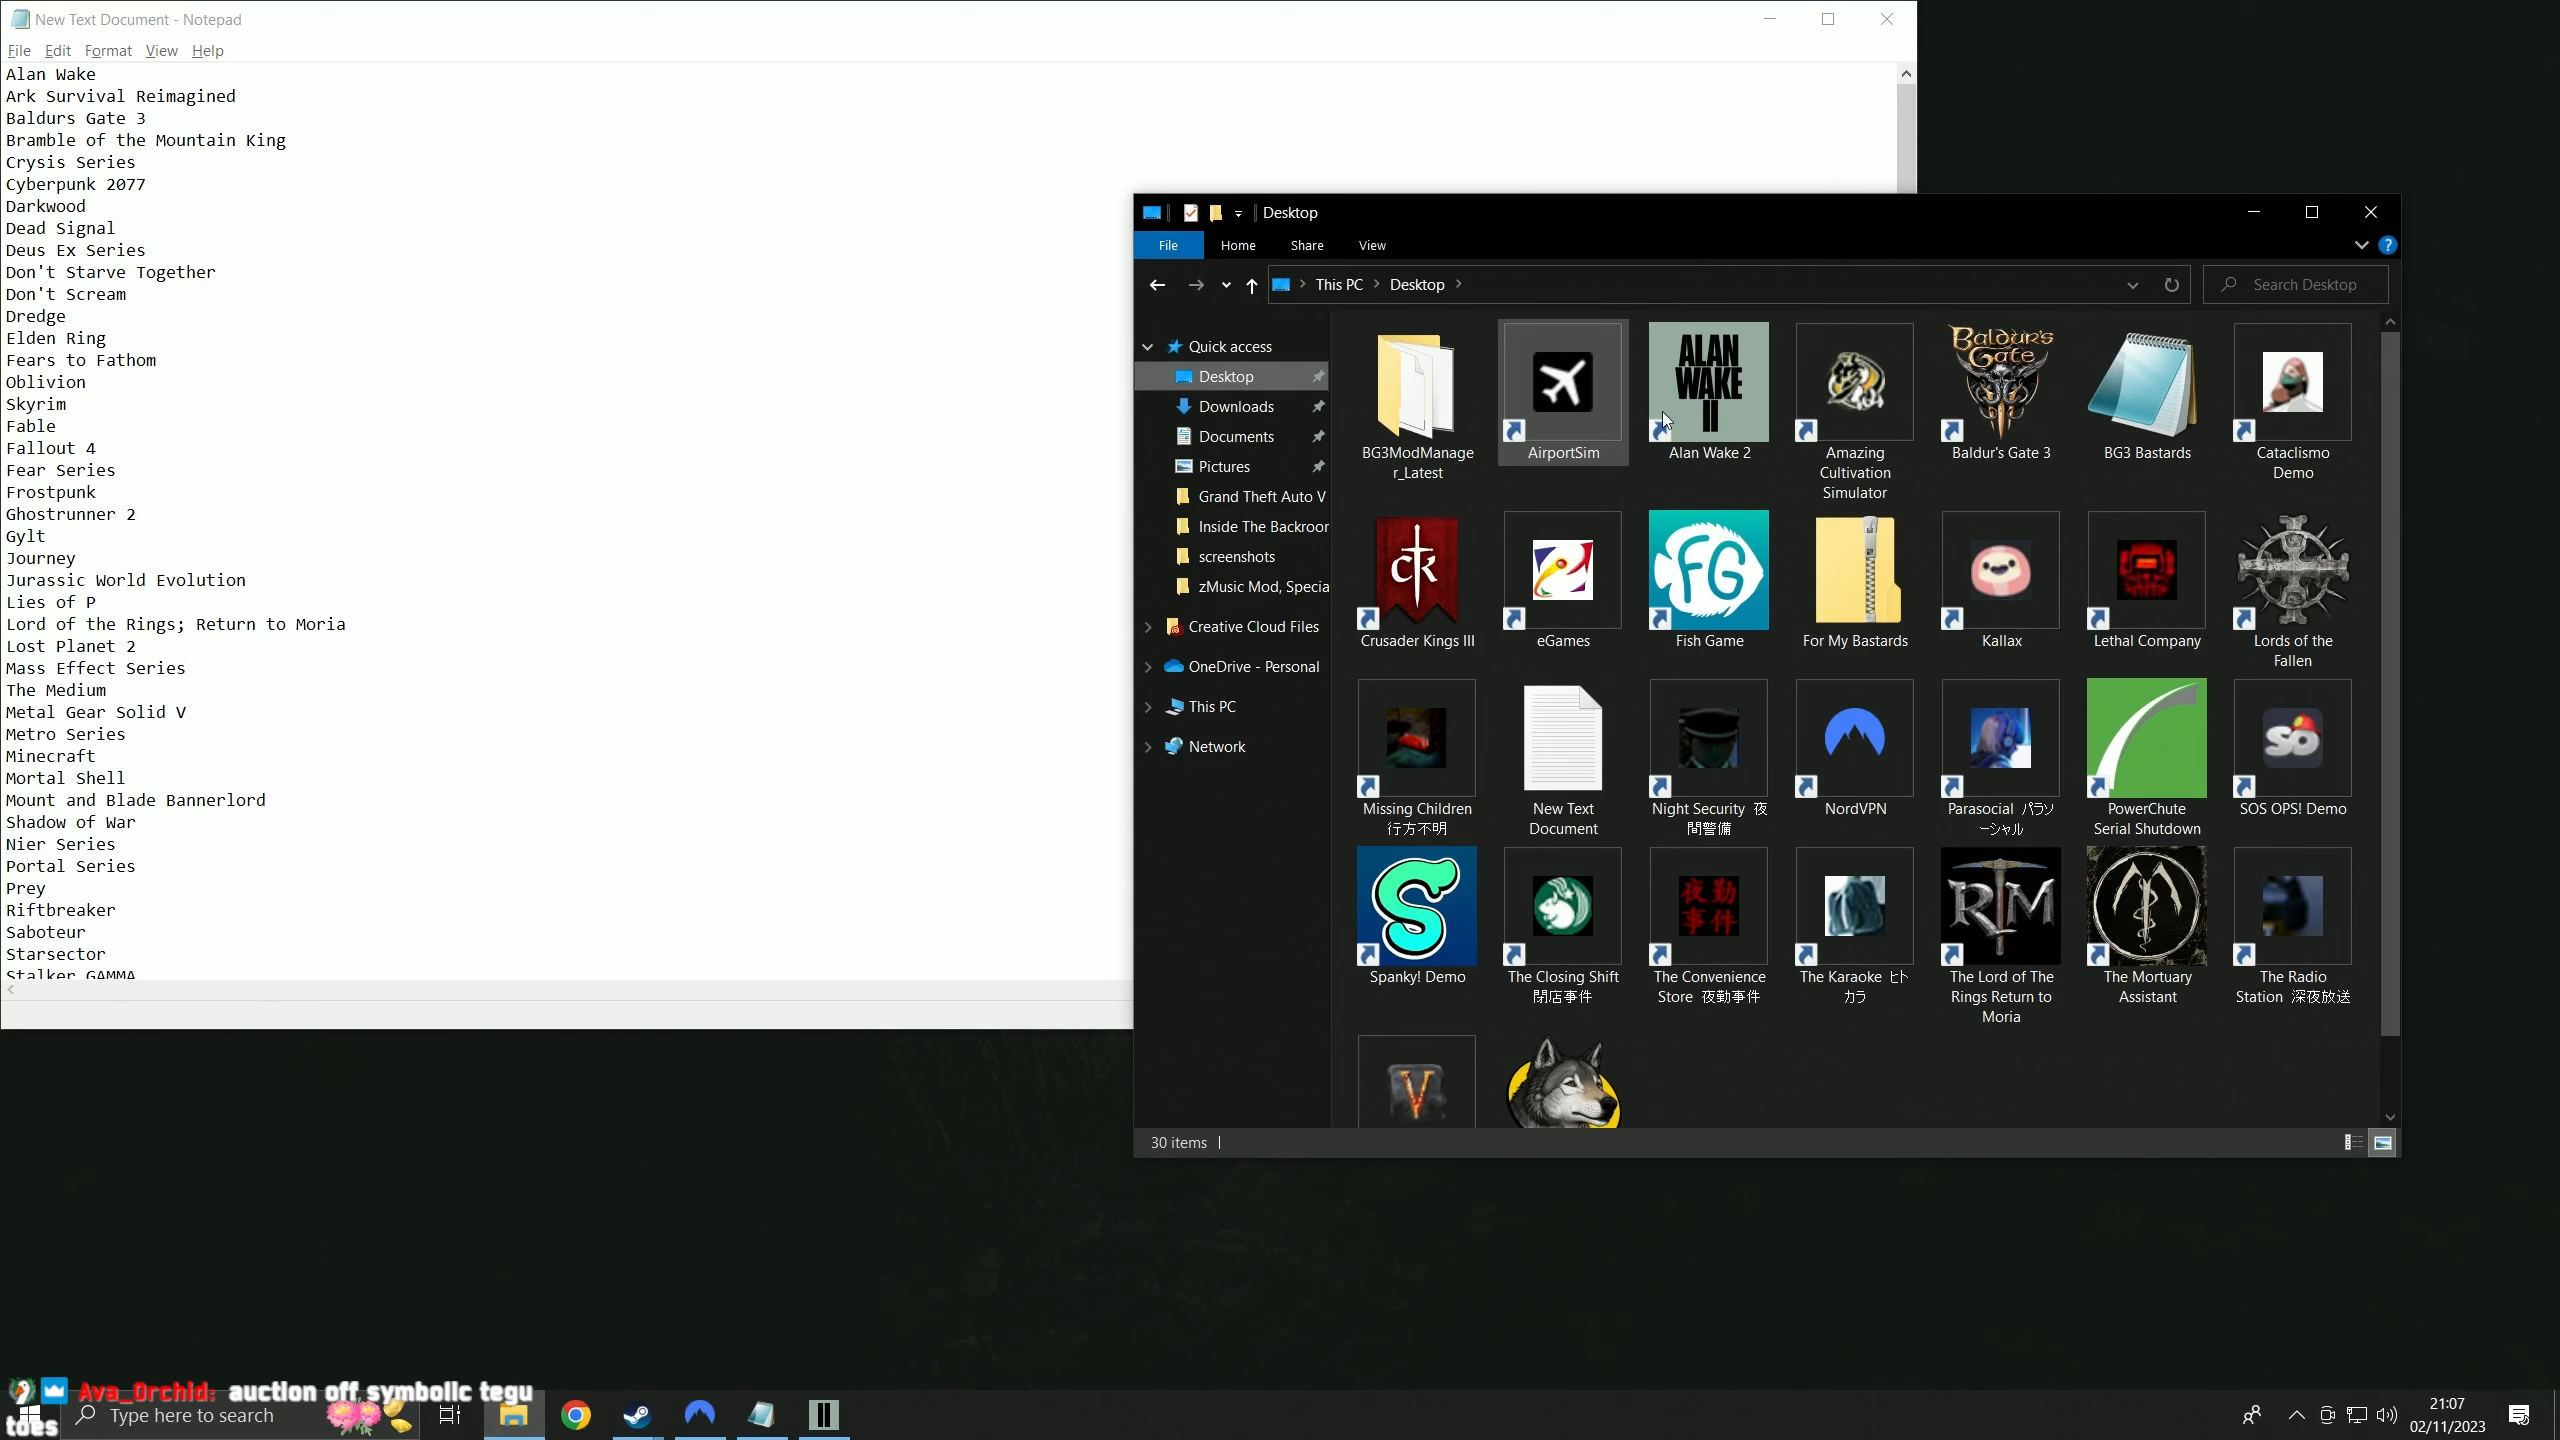 New Text Document - Notepad
File Edit Format View Help
Alan Wake
Ark Survival Reimagined
Baldurs Gate 3
Bramble of the Mountain King
Crysis Series
Cyberpunk 2077
Darkwood
Dead Signal
Deus Ex Series
Don't Starve Together
Don't Scream
Dredge
Elden Ring
Fears to Fathom
Oblivion
Skyrim
Fable
Fallout 4
Fear Series
Frostpunk
Ghostrunner 2
Gylt
Journey
Jurassic World Evolution
Lies of P
Lord of the Rings; Return to Moria
Lost Planet 2
Mass Effect Series
The Medium
Metal Gear Solid V
Metro Series
Minecraft
Mortal Shell
Mount and Blade Bannerlord
Shadow of War
Nier Series
Portal Series
Prey
Riftbreaker
Saboteur
Starsector
Stalker GAMMA
Desktop
File Home Share View
This PC Desktop
Search Desktop
Quick access
Desktop
Downloads
Documents
Pictures
Grand Theft Auto V
Inside The Backroor
screenshots
zMusic Mod, Specia
Creative Cloud Files
OneDrive - Personal
This PC
Network
ALAN
WAKE
II
Baldur's
Gate
BG3ModManage
r_Latest
AirportSim
Alan Wake 2
Amazing
Cultivation
Simulator
Baldur's Gate 3
BG3 Bastards
Cataclismo
Demo
ck
FG
Crusader Kings III
eGames
Fish Game
For My Bastards
Kallax
Lethal Company
Lords of the
Fallen
so
Missing Children
行方不明
New Text
Document
Night Security 夜
間警備
NordVPN
Parasocial パラソ
ーシャル
PowerChute
Serial Shutdown
SOS OPS! Demo
S
夜勤
事件
RTM
Spanky! Demo
The Closing Shift
閉店事件
The Convenience
Store 夜勤事件
The Karaoke ヒト
カラ
The Lord of The
Rings Return to
Moria
The Mortuary
Assistant
The Radio
Station 深夜放送
V
30 items
Ava_Orchid: auction off symbolic tegu
toes
Type here to search
21:07
02/11/2023